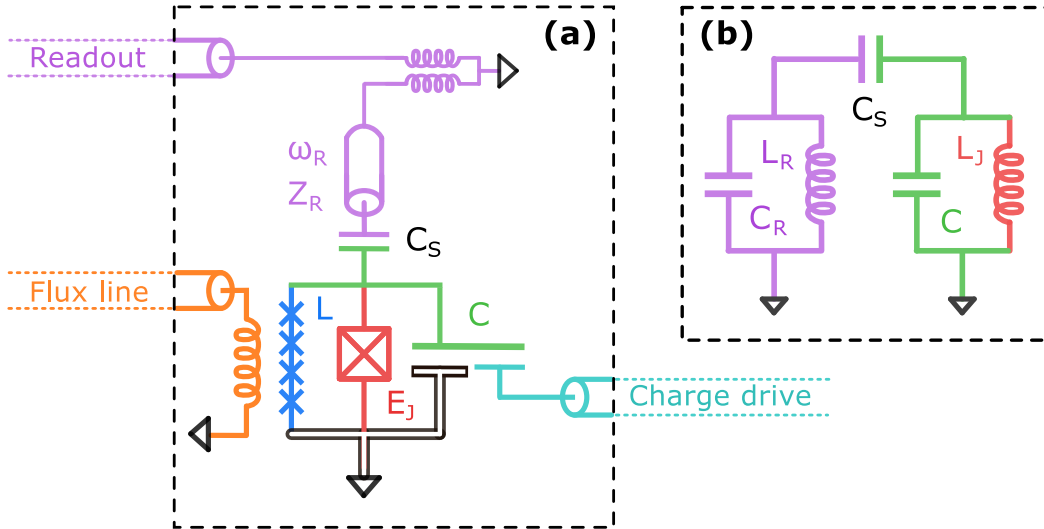 (a)
Readout
ω_R
Z_R
C_S
Flux line
L
C
E_J
Charge drive
(b)
C_S
L_R
L_J
C_R
C